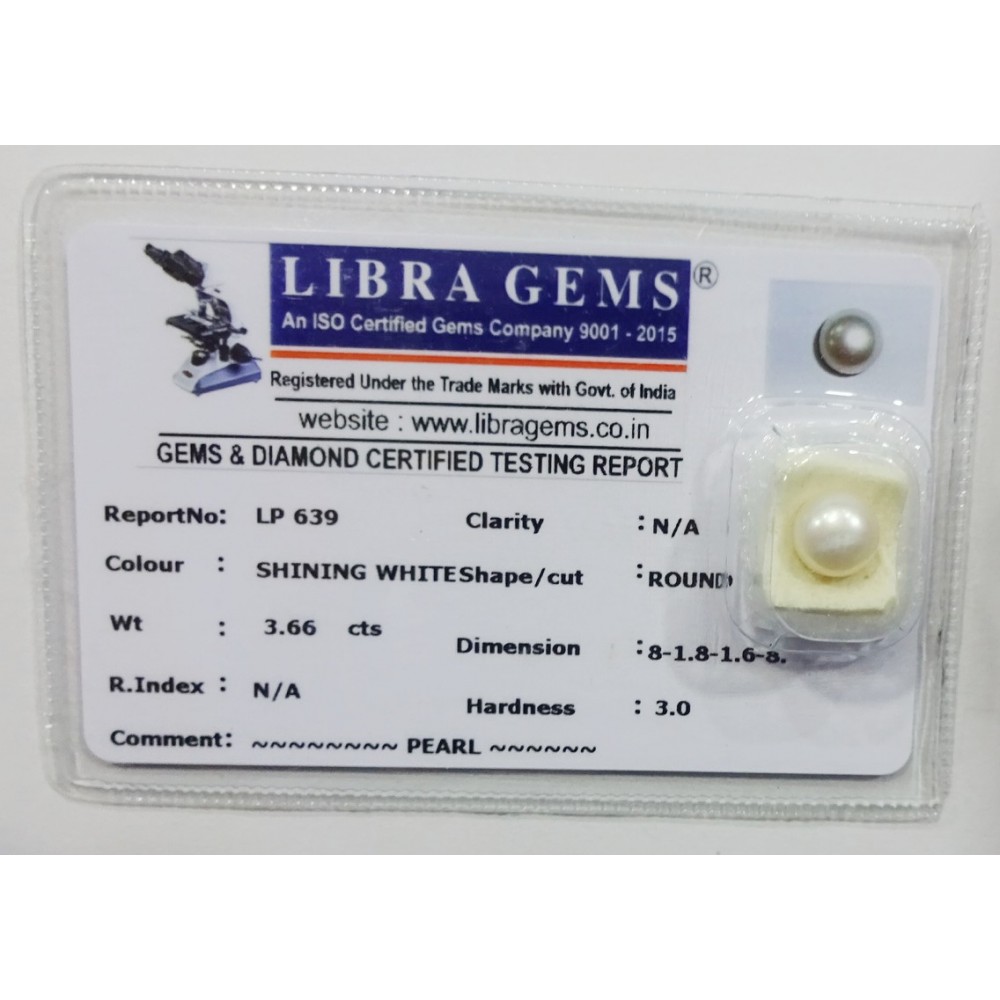 LIBRA GEMS ®
An ISO Certified Gems Company 9001 - 2015
Registered Under the Trade Marks with Govt. of India
website : www.libragems.co.in
GEMS & DIAMOND CERTIFIED TESTING REPORT
ReportNo: LP 639 Clarity : N/A
Colour : SHINING WHITE Shape/cut : ROUND
Wt : 3.66 cts Dimension : 8-1.8-1.6-8.
R.Index : N/A Hardness : 3.0
Comment: ~~~~~~~~ PEARL ~~~~~~